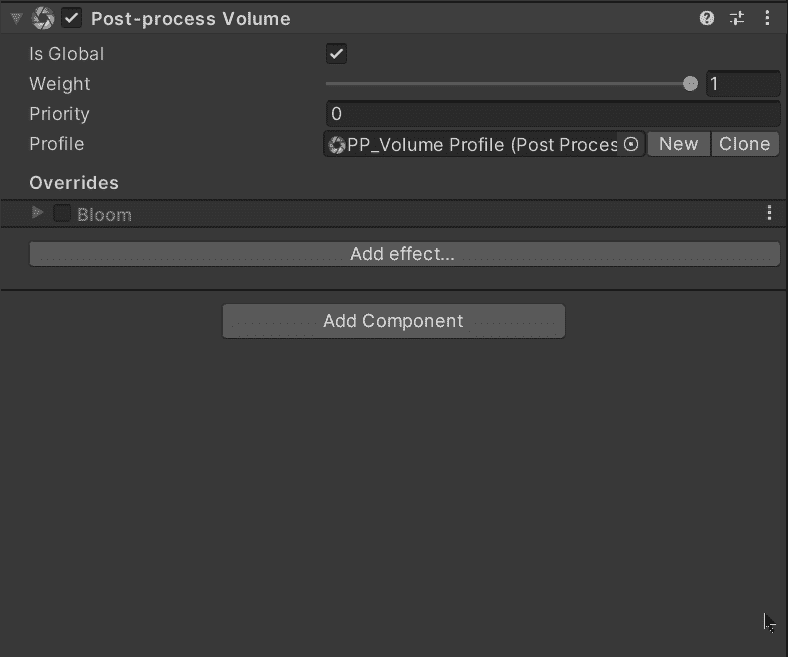 Post-process Volume
Is Global
Weight 1
Priority 0
Profile PP_Volume Profile (Post Proces New Clone
Overrides
Bloom
Add effect...
Add Component